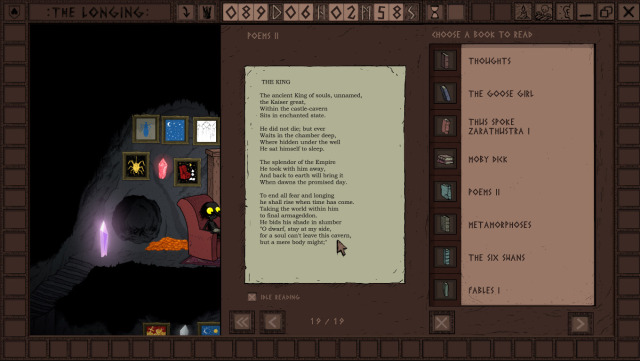 :THE LONGING:
089 D 06 H 02 M 58 S
POEMS II
CHOOSE A BOOK TO READ
THE KING
The ancient King of souls, unnamed,
the Kaiser great,
Within the castle-cavern
Sits in enchanted state.
He did not die; but ever
Waits in the chamber deep,
Where hidden under the well
He sat himself to sleep.
The splendor of the Empire
He took with him away,
And back to earth will bring it
When dawns the promised day.
To end all fear and longing
he shall rise when time has come.
Taking the world within him
to final armageddon.
He bids his shade in slumber
"O dwarf, stay at my side,
for a soul can't leave this cavern,
but a mere body might;"
IDLE READING
19 / 19
THOUGHTS
THE GOOSE GIRL
THUS SPOKE
ZARATHUSTRA I
MOBY DICK
POEMS II
METAMORPHOSES
THE SIX SWANS
FABLES I